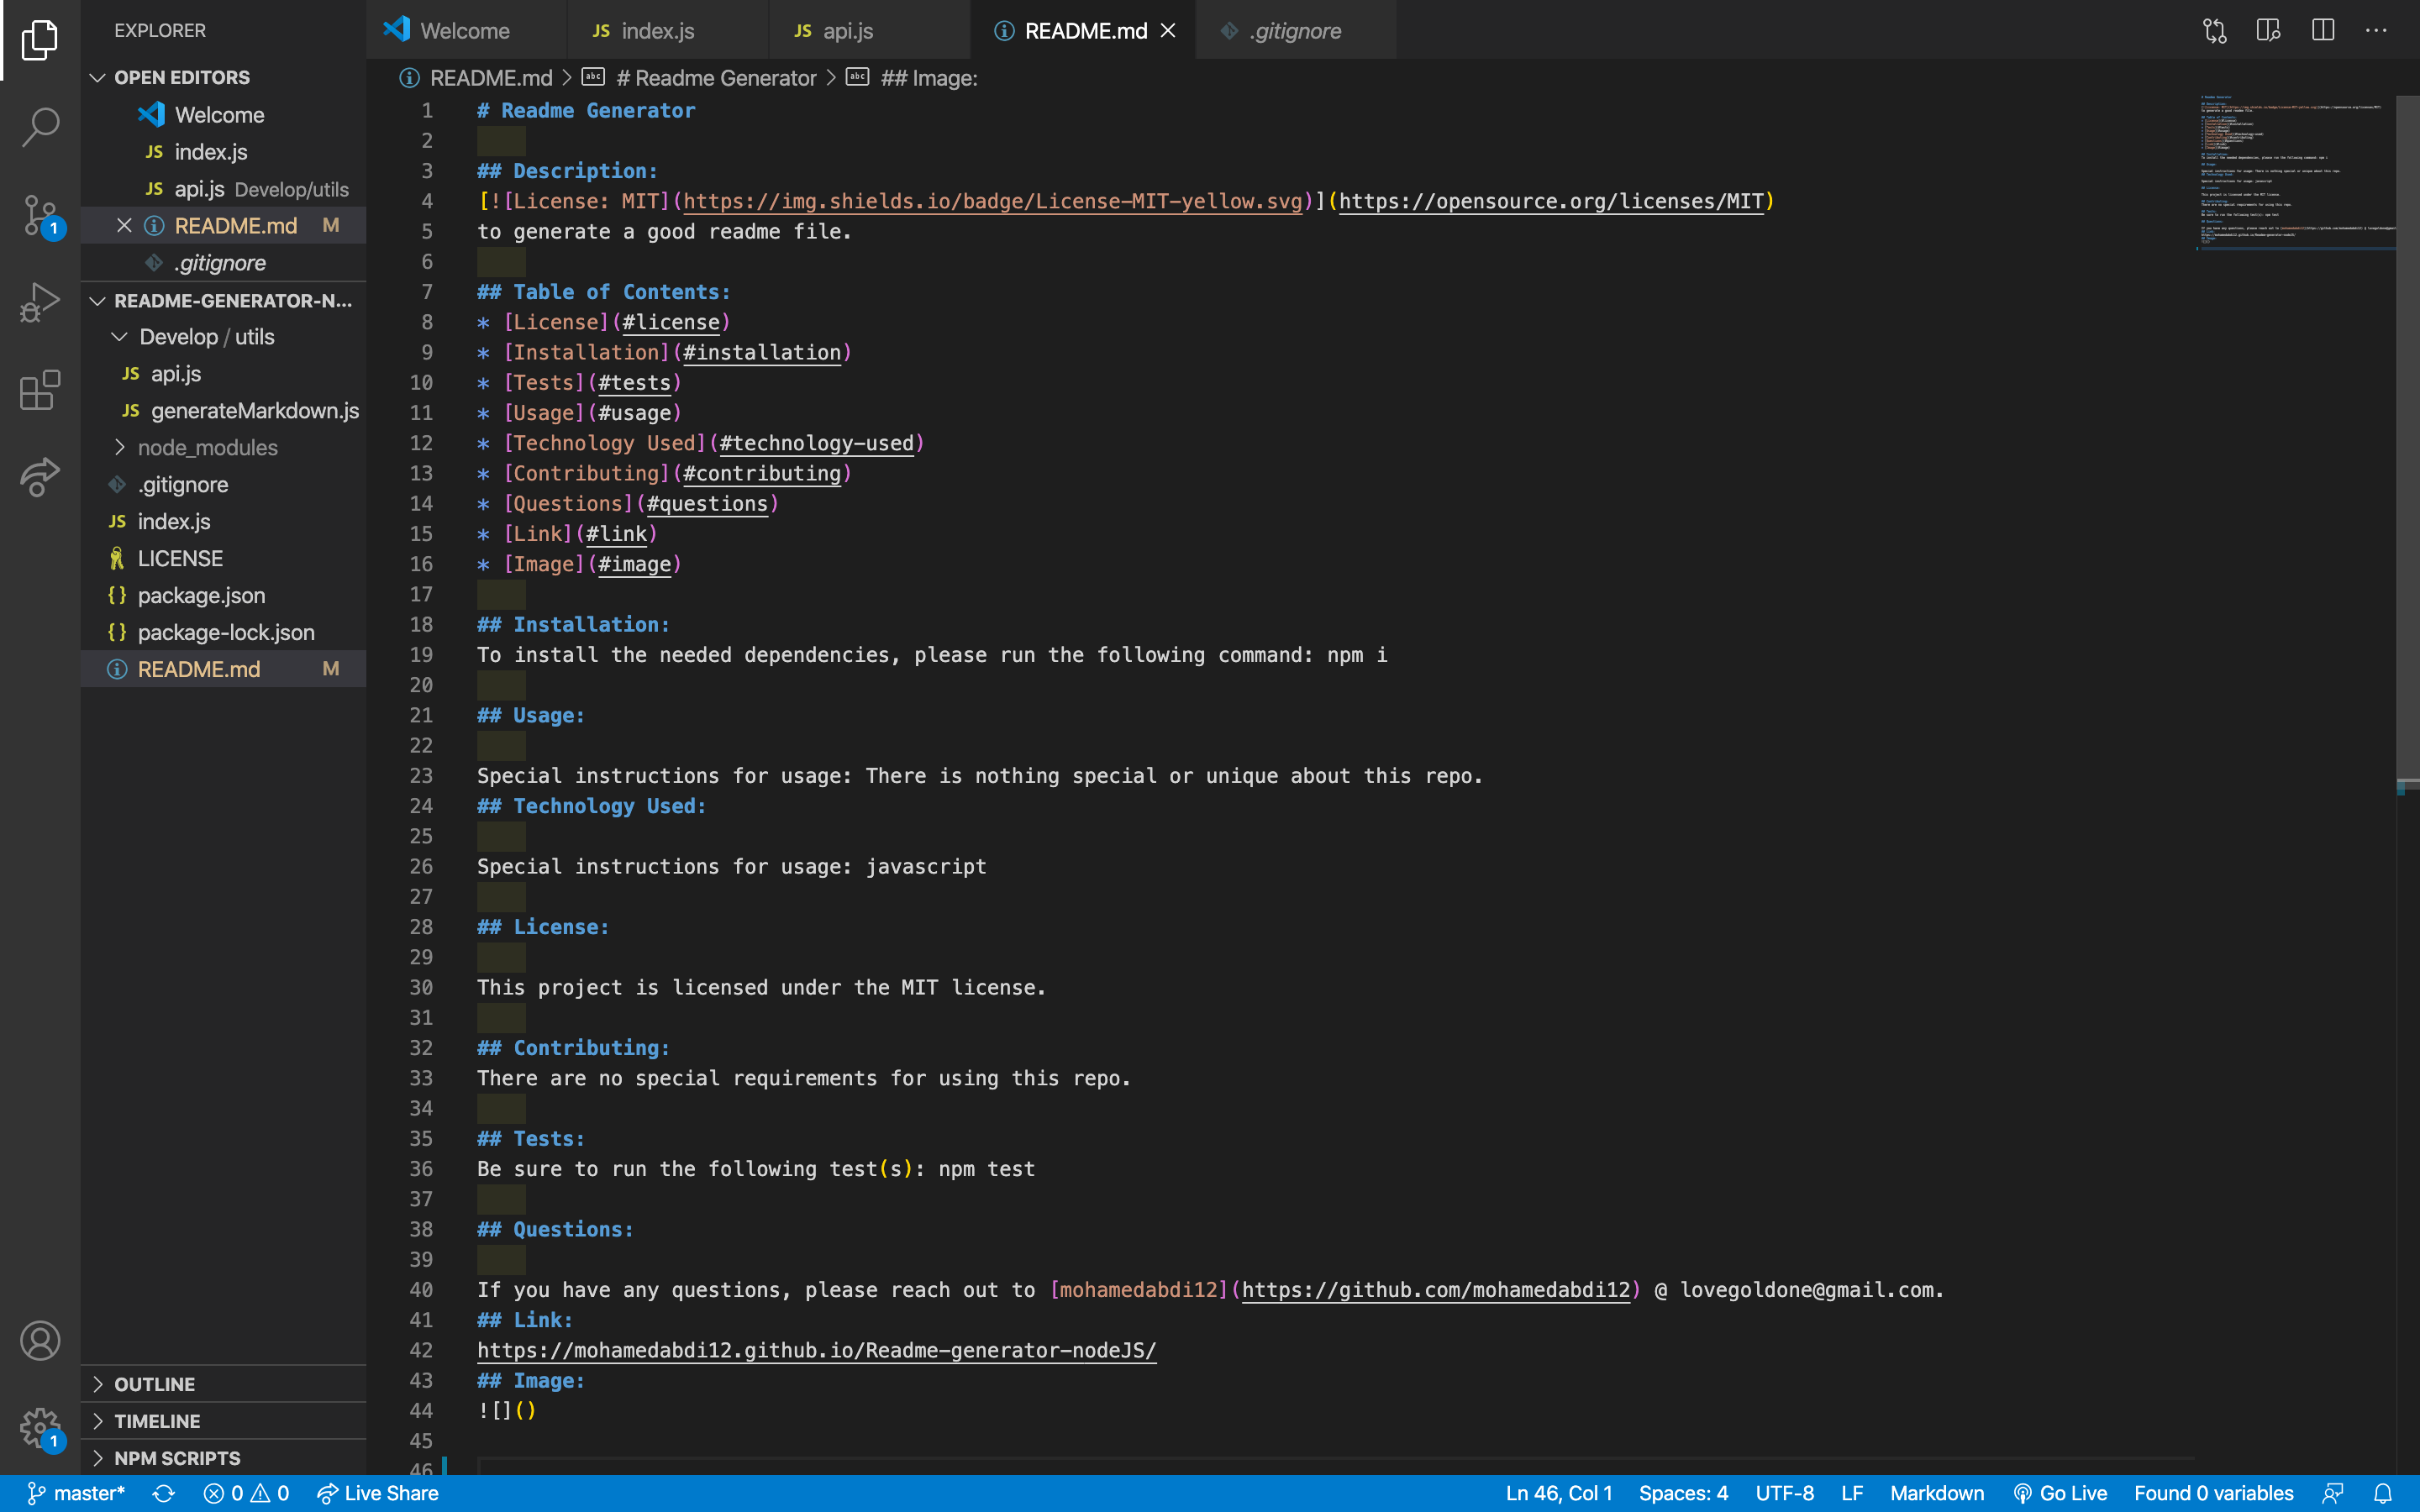 EXPLORER
OPEN EDITORS
Welcome
JS index.js
JS api.js Develop/utils
README.md M
.gitignore
README-GENERATOR-N...
Develop / utils
JS api.js
JS generateMarkdown.js
node_modules
.gitignore
JS index.js
LICENSE
{} package.json
{} package-lock.json
README.md M
OUTLINE
TIMELINE
NPM SCRIPTS
1
1
Welcome JS index.js JS api.js README.md .gitignore
README.md > abc # Readme Generator > abc ## Image:
1 # Readme Generator
2
3 ## Description:
4 [![License: MIT](https://img.shields.io/badge/License-MIT-yellow.svg)](https://opensource.org/licenses/MIT)
5 to generate a good readme file.
6
7 ## Table of Contents:
8 * [License](#license)
9 * [Installation](#installation)
10 * [Tests](#tests)
11 * [Usage](#usage)
12 * [Technology Used](#technology-used)
13 * [Contributing](#contributing)
14 * [Questions](#questions)
15 * [Link](#link)
16 * [Image](#image)
17
18 ## Installation:
19 To install the needed dependencies, please run the following command: npm i
20
21 ## Usage:
22
23 Special instructions for usage: There is nothing special or unique about this repo.
24 ## Technology Used:
25
26 Special instructions for usage: javascript
27
28 ## License:
29
30 This project is licensed under the MIT license.
31
32 ## Contributing:
33 There are no special requirements for using this repo.
34
35 ## Tests:
36 Be sure to run the following test(s): npm test
37
38 ## Questions:
39
40 If you have any questions, please reach out to [mohamedabdi12](https://github.com/mohamedabdi12) @ lovegoldone@gmail.com.
41 ## Link:
42 https://mohamedabdi12.github.io/Readme-generator-nodeJS/
43 ## Image:
44 ![]()
45
46
master* 0 0 Live Share Ln 46, Col 1 Spaces: 4 UTF-8 LF Markdown Go Live Found 0 variables